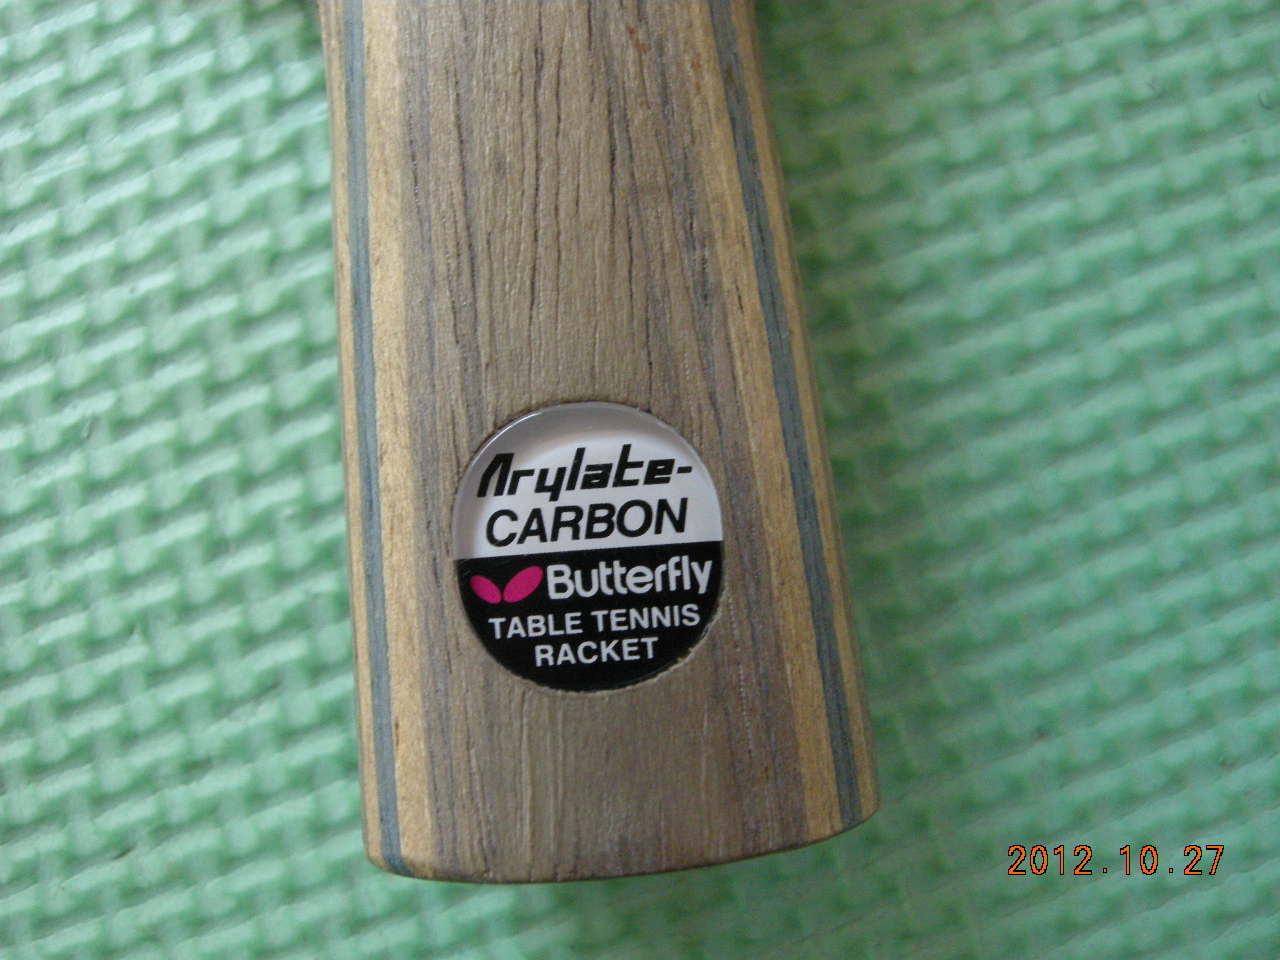 Arylate-
CARBON
Butterfly
TABLE TENNIS
RACKET
2012.10.27